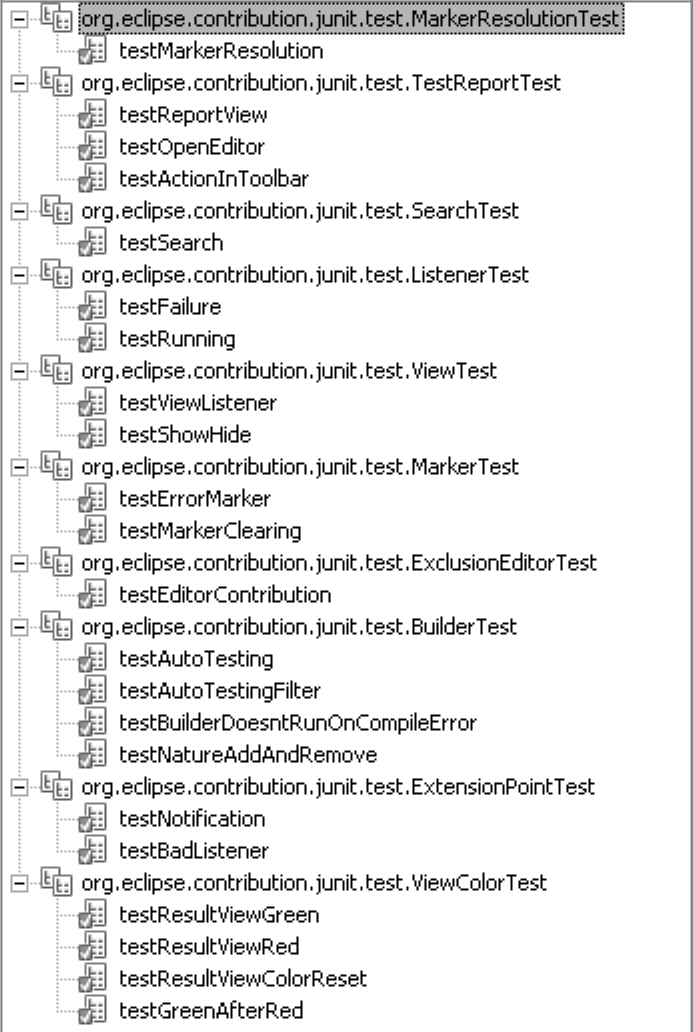 org.eclipse.contribution.junit.test.MarkerResolutionTest
testMarkerResolution
org.eclipse.contribution.junit.test.TestReportTest
testReportView
testOpenEditor
testActionInToolbar
org.eclipse.contribution.junit.test.SearchTest
testSearch
org.eclipse.contribution.junit.test.ListenerTest
testFailure
testRunning
org.eclipse.contribution.junit.test.ViewTest
testViewListener
testShowHide
org.eclipse.contribution.junit.test.MarkerTest
testErrorMarker
testMarkerClearing
org.eclipse.contribution.junit.test.ExclusionEditorTest
testEditorContribution
org.eclipse.contribution.junit.test.BuilderTest
testAutoTesting
testAutoTestingFilter
testBuilderDoesntRunOnCompileError
testNatureAddAndRemove
org.eclipse.contribution.junit.test.ExtensionPointTest
testNotification
testBadListener
org.eclipse.contribution.junit.test.ViewColorTest
testResultViewGreen
testResultViewRed
testResultViewColorReset
testGreenAfterRed